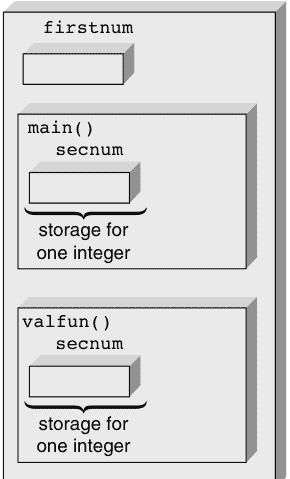 firstnum
main()
secnum
storage for
one integer
valfun()
secnum
storage for
one integer